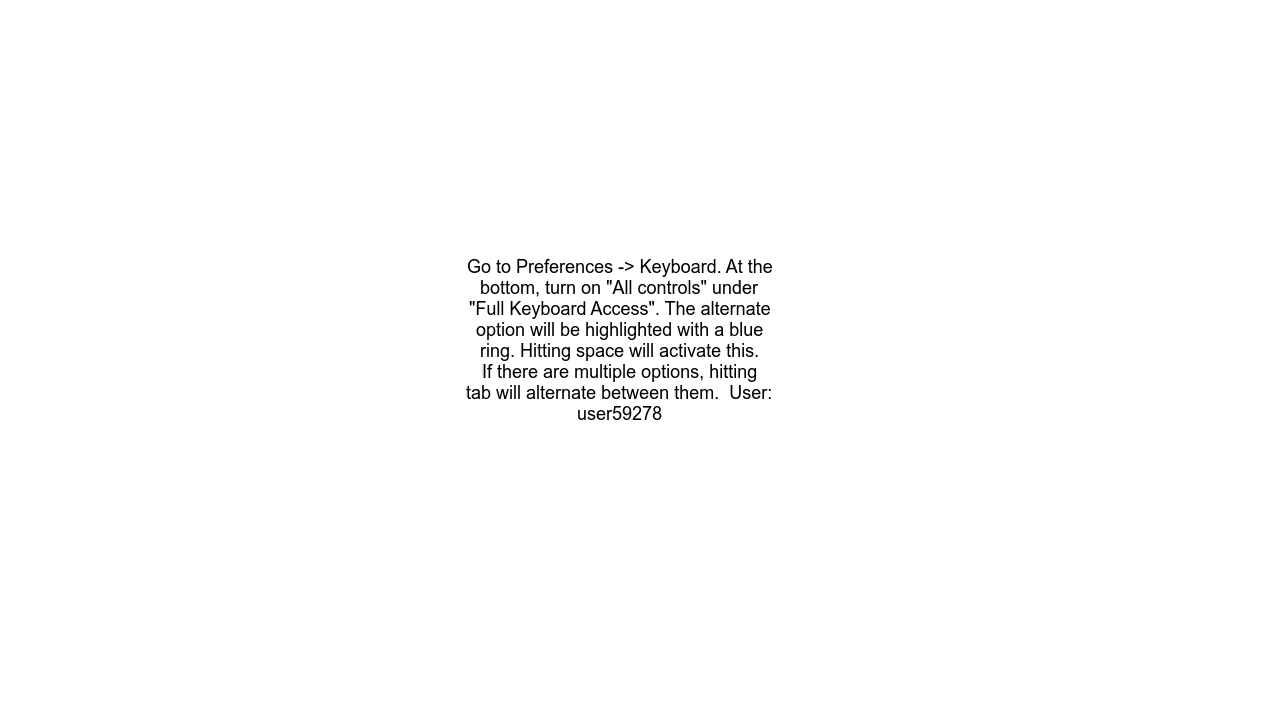 Go to Preferences -> Keyboard. At the
bottom, turn on "All controls" under
"Full Keyboard Access". The alternate
option will be highlighted with a blue
ring. Hitting space will activate this.
If there are multiple options, hitting
tab will alternate between them.  User:
user59278